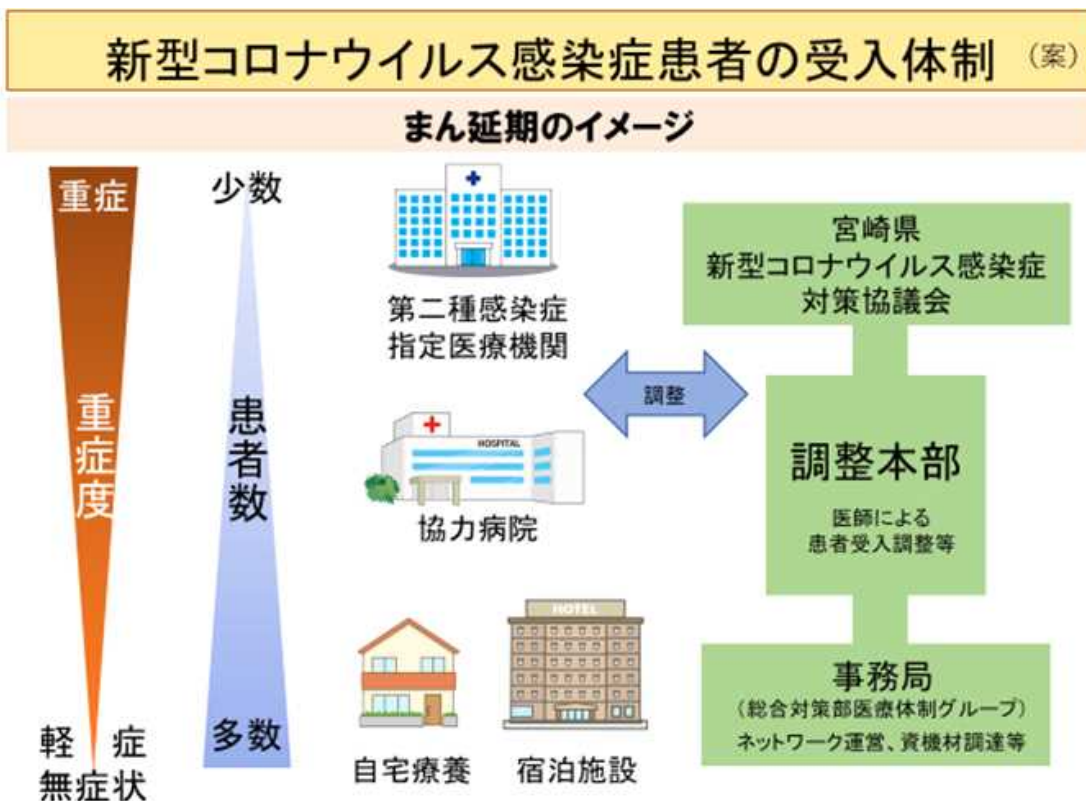 新型コロナウイルス感染症患者の受入体制 (案)
まん延期のイメージ
重症
重症度
軽 症
無症状
少数
患者数
多数
第二種感染症
指定医療機関
HOSPITAL
協力病院
HOTEL
自宅療養
宿泊施設
調整
宮崎県
新型コロナウイルス感染症
対策協議会
調整本部
医師による
患者受入調整等
事務局
(総合対策部医療体制グループ)
ネットワーク運営、資機材調達等